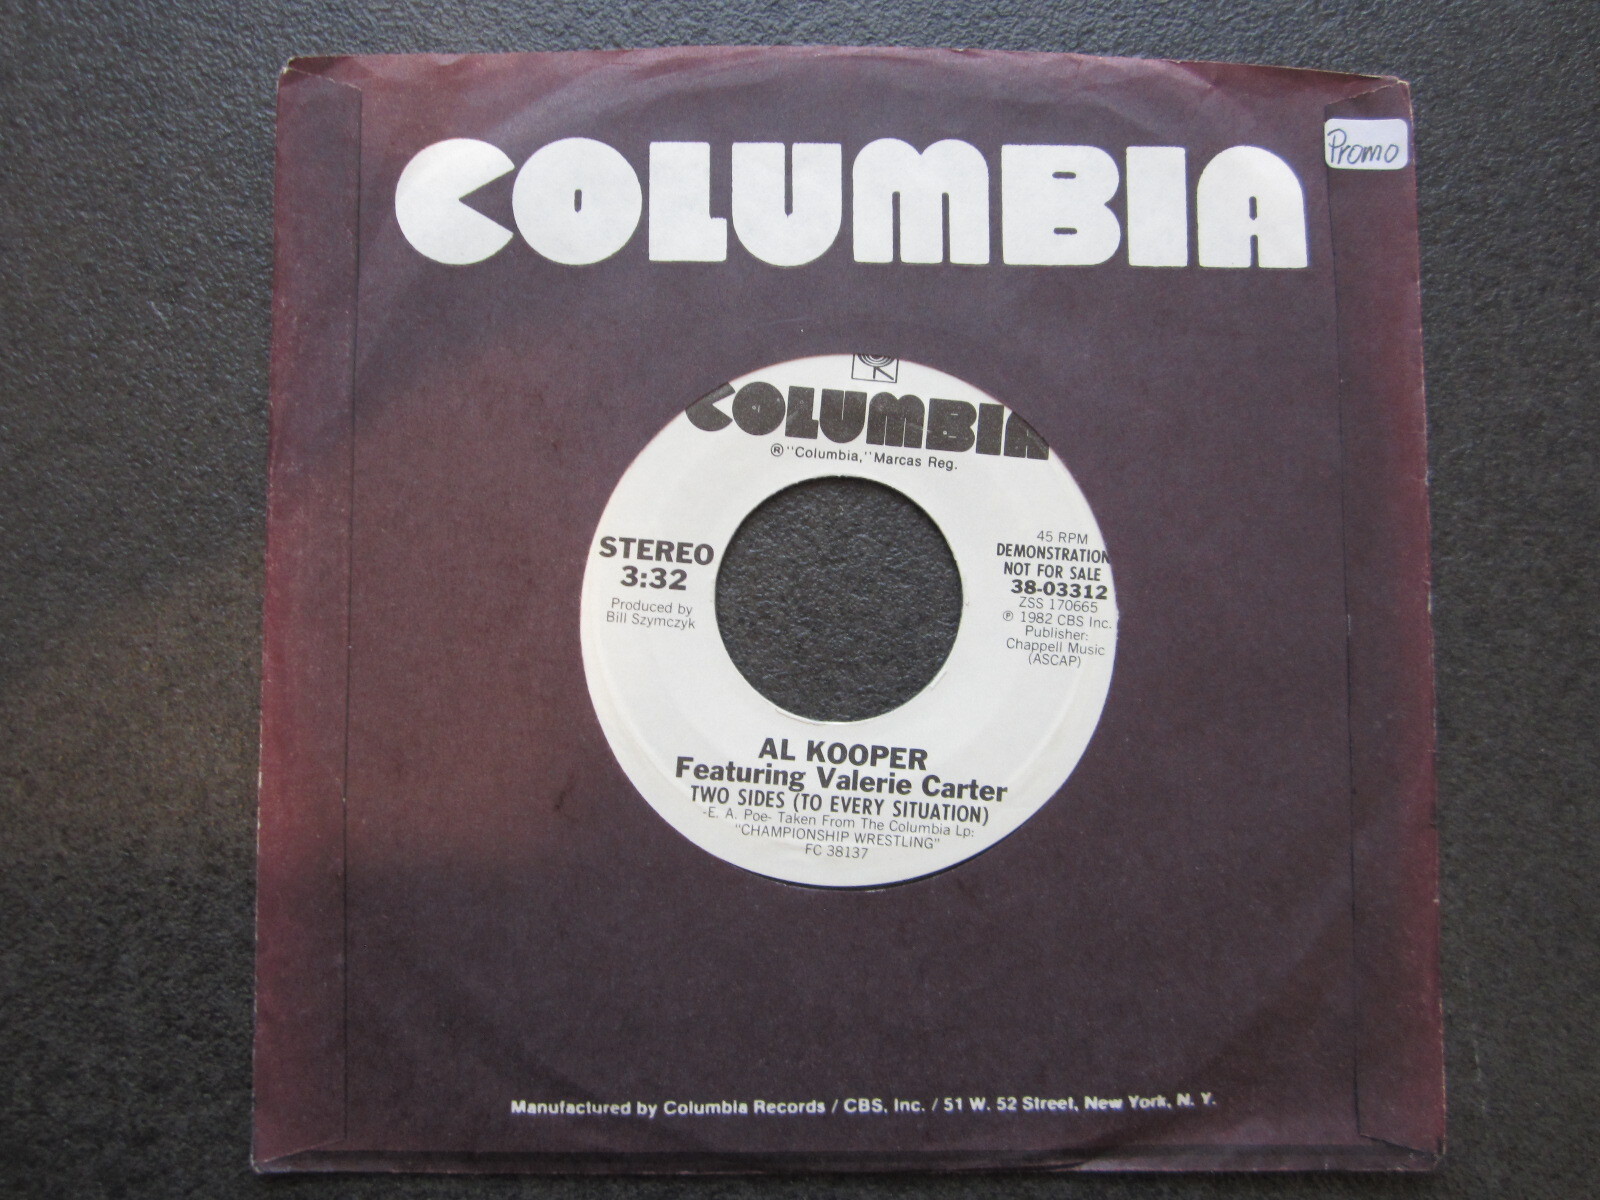 COLUMBIA
Promo
COLUMBIA
® "Columbia," Marcas Reg.
STEREO
3:32
Produced by
Bill Szymczyk
45 RPM
DEMONSTRATION
NOT FOR SALE
38-03312
ZSS 170665
℗ 1982 CBS Inc.
Publisher:
Chappell Music
(ASCAP)
AL KOOPER
Featuring Valerie Carter
TWO SIDES (TO EVERY SITUATION)
-E. A. Poe- Taken From The Columbia Lp:
"CHAMPIONSHIP WRESTLING"
FC 38137
Manufactured by Columbia Records / CBS, Inc. / 51 W. 52 Street, New York, N. Y.